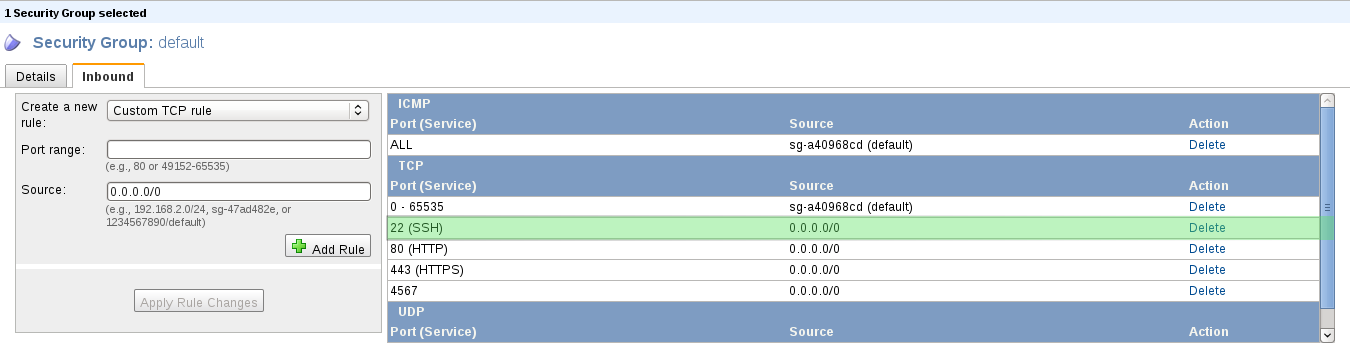 1 Security Group selected
Security Group: default
Details Inbound
Create a new rule: Custom TCP rule
Port range:
(e.g., 80 or 49152-65535)
Source: 0.0.0.0/0
(e.g., 192.168.2.0/24, sg-47ad482e, or
1234567890/default)
Add Rule
Apply Rule Changes
ICMP
Port (Service) Source Action
ALL sg-a40968cd (default) Delete
TCP
Port (Service) Source Action
0 - 65535 sg-a40968cd (default) Delete
22 (SSH) 0.0.0.0/0 Delete
80 (HTTP) 0.0.0.0/0 Delete
443 (HTTPS) 0.0.0.0/0 Delete
4567 0.0.0.0/0 Delete
UDP
Port (Service) Source Action